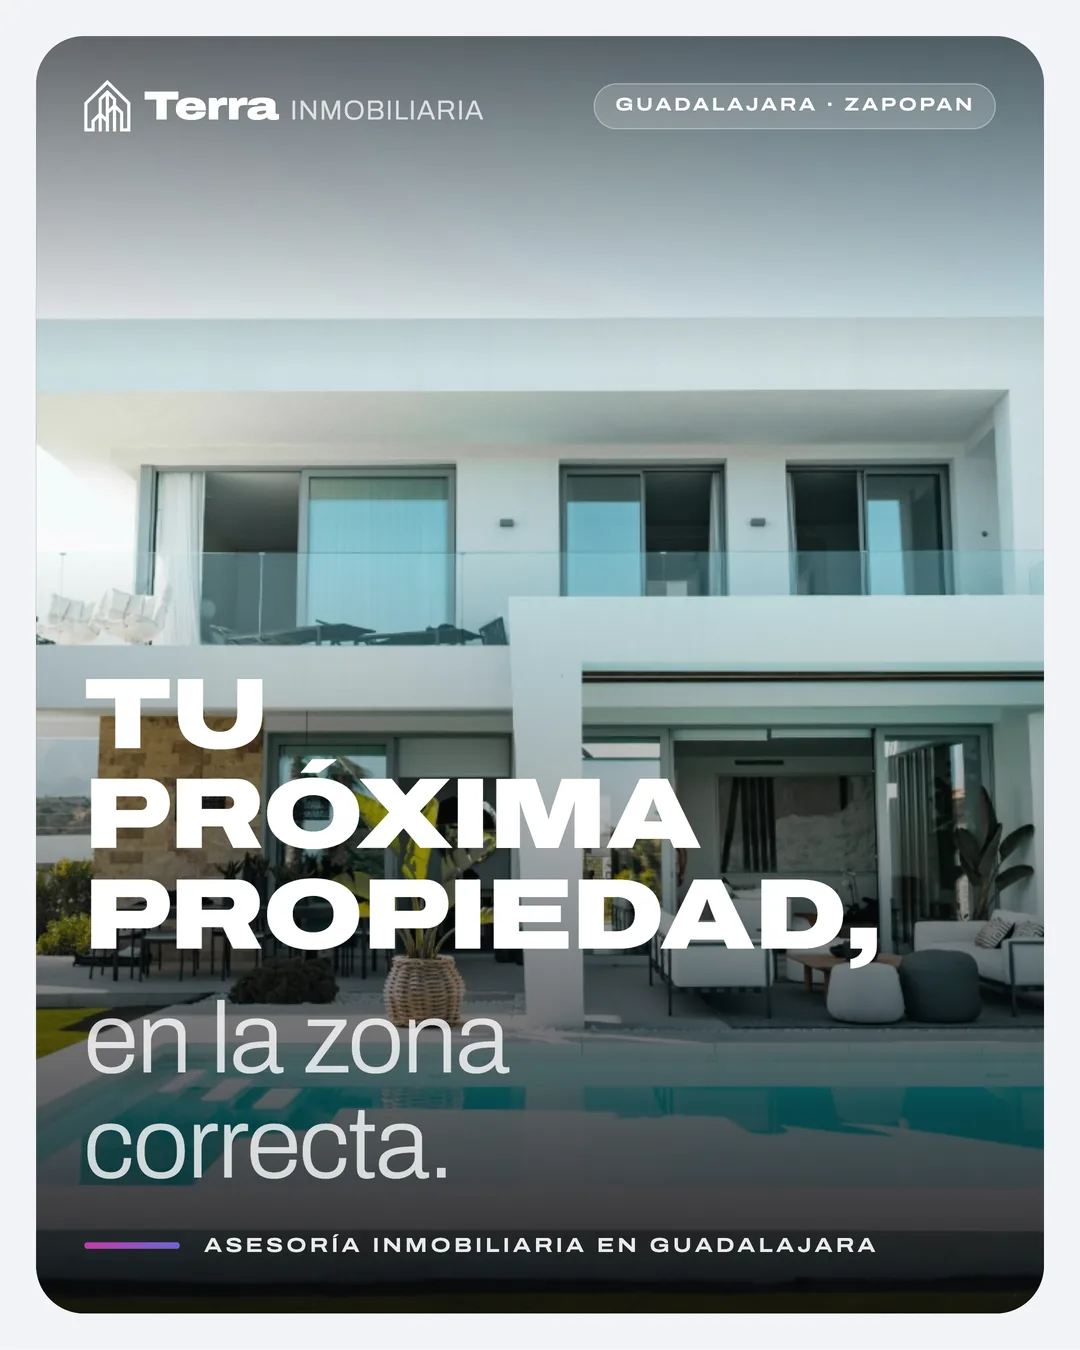 Terra INMOBILIARIA
GUADALAJARA · ZAPOPAN
TU
PRÓXIMA
PROPIEDAD,
en la zona
correcta.
ASESORÍA INMOBILIARIA EN GUADALAJARA